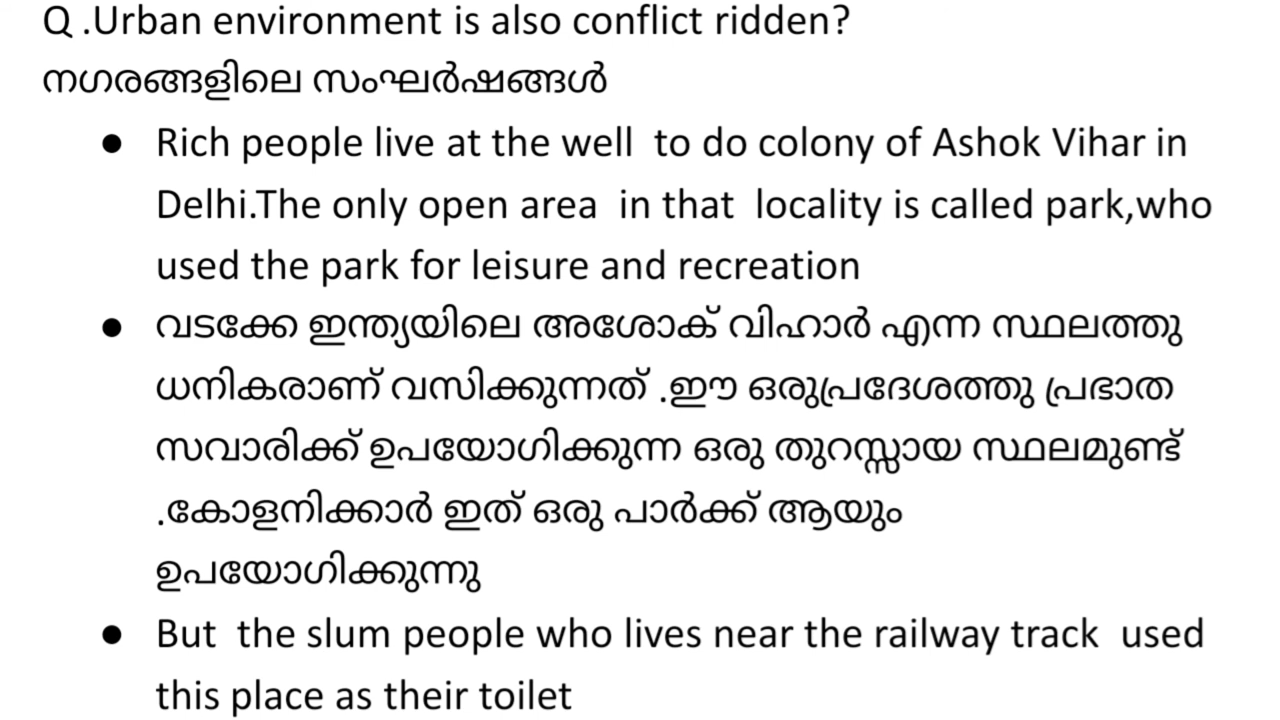 Q .Urban environment is also conflict ridden?
നഗരങ്ങളിലെ സംഘർഷങ്ങൾ
● Rich people live at the well to do colony of Ashok Vihar in
Delhi.The only open area in that locality is called park,who
used the park for leisure and recreation
● വടക്കേ ഇന്ത്യയിലെ അശോക് വിഹാർ എന്ന സ്ഥലത്തു
ധനികരാണ് വസിക്കുന്നത് .ഈ ഒരുപ്രദേശത്തു പ്രഭാത
സവാരിക്ക് ഉപയോഗിക്കുന്ന ഒരു തുറസ്സായ സ്ഥലമുണ്ട്
.കോളനിക്കാർ ഇത് ഒരു പാർക്ക് ആയും
ഉപയോഗിക്കുന്നു
● But the slum people who lives near the railway track used
this place as their toilet